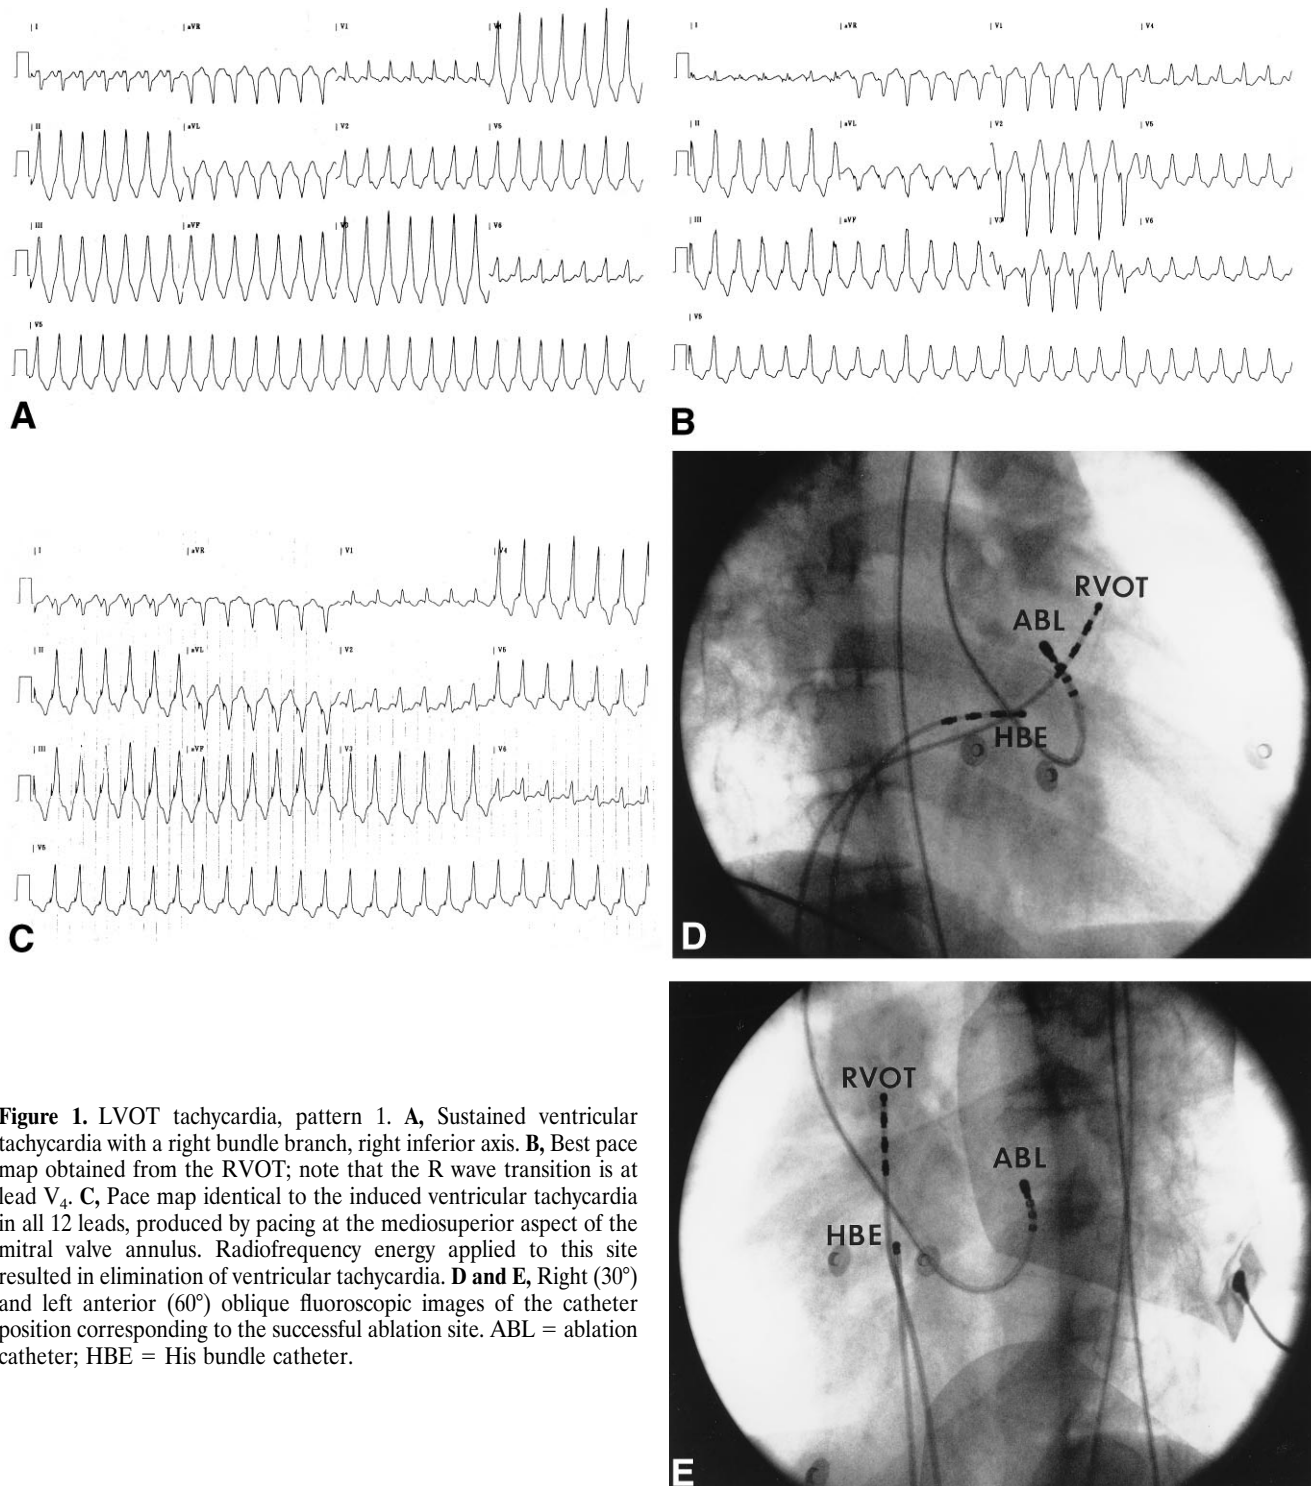 I aVR V1 V4
II aVL V2 V5
III aVF V3 V6
V5
A
I aVR V1 V4
II aVL V2 V5
III aVF V3 V6
V5
B
I aVR V1 V4
II aVL V2 V5
III aVF V3 V6
V5
C
RVOT
ABL
HBE
D
RVOT
ABL
HBE
E
Figure 1. LVOT tachycardia, pattern 1. A, Sustained ventricular
tachycardia with a right bundle branch, right inferior axis. B, Best pace
map obtained from the RVOT; note that the R wave transition is at
lead V4. C, Pace map identical to the induced ventricular tachycardia
in all 12 leads, produced by pacing at the mediosuperior aspect of the
mitral valve annulus. Radiofrequency energy applied to this site
resulted in elimination of ventricular tachycardia. D and E, Right (30°)
and left anterior (60°) oblique fluoroscopic images of the catheter
position corresponding to the successful ablation site. ABL = ablation
catheter; HBE = His bundle catheter.